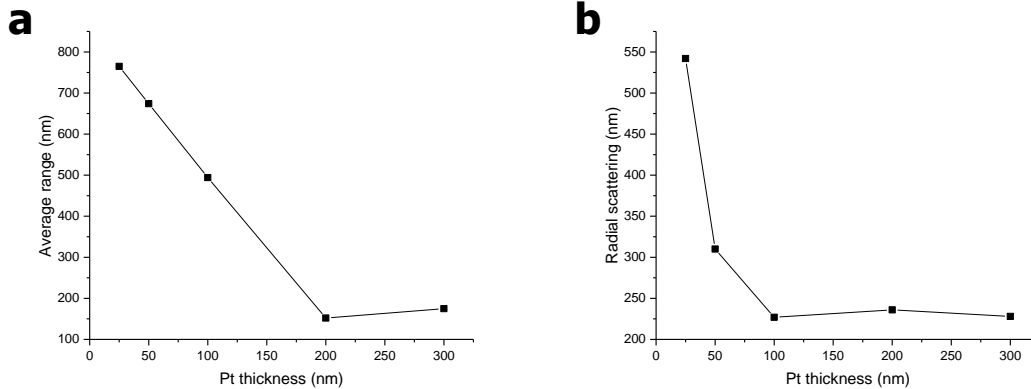 a
800
700
600
500
400
300
200
100
0 50 100 150 200 250 300
Average range (nm)
Pt thickness (nm)
b
550
500
450
400
350
300
250
200
0 50 100 150 200 250 300
Radial scattering (nm)
Pt thickness (nm)